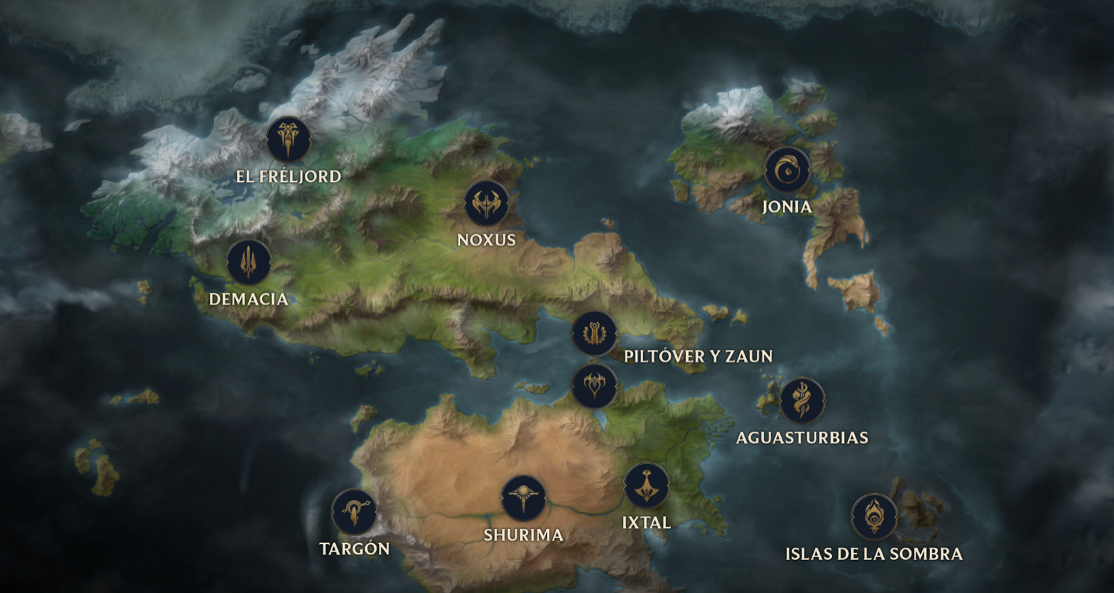 EL FRÉLJORD
JONIA
NOXUS
DEMACIA
PILTÓVER Y ZAUN
AGUASTURBIAS
IXTAL
SHURIMA
TARGÓN
ISLAS DE LA SOMBRA